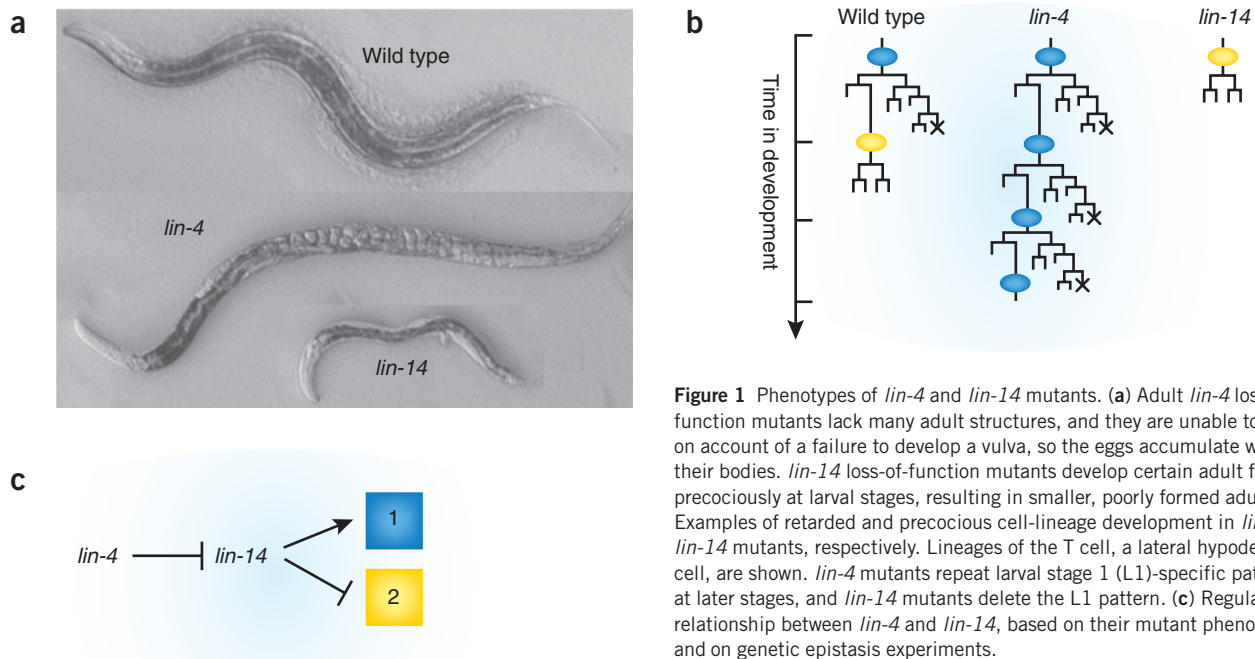 a
Wild type
lin-4
lin-14
b
Wild type
lin-4
lin-14
Time in development
c
lin-4
lin-14
1
2
Figure 1 Phenotypes of lin-4 and lin-14 mutants. (a) Adult lin-4 los
function mutants lack many adult structures, and they are unable to
on account of a failure to develop a vulva, so the eggs accumulate w
their bodies. lin-14 loss-of-function mutants develop certain adult f
precociously at larval stages, resulting in smaller, poorly formed adu
Examples of retarded and precocious cell-lineage development in li
lin-14 mutants, respectively. Lineages of the T cell, a lateral hypode
cell, are shown. lin-4 mutants repeat larval stage 1 (L1)-specific pat
at later stages, and lin-14 mutants delete the L1 pattern. (c) Regula
relationship between lin-4 and lin-14, based on their mutant pheno
and on genetic epistasis experiments.